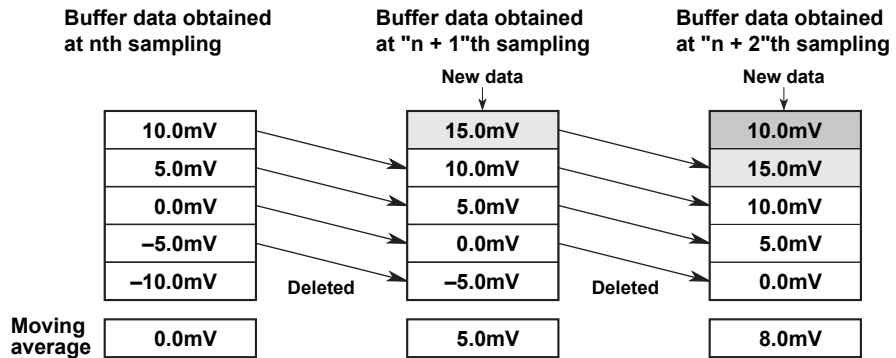 Buffer data obtained
at nth sampling
Buffer data obtained
at "n + 1"th sampling
Buffer data obtained
at "n + 2"th sampling
New data
New data
10.0mV
5.0mV
0.0mV
–5.0mV
–10.0mV
Deleted
15.0mV
10.0mV
5.0mV
0.0mV
–5.0mV
Deleted
10.0mV
15.0mV
10.0mV
5.0mV
0.0mV
Moving
average
0.0mV
5.0mV
8.0mV